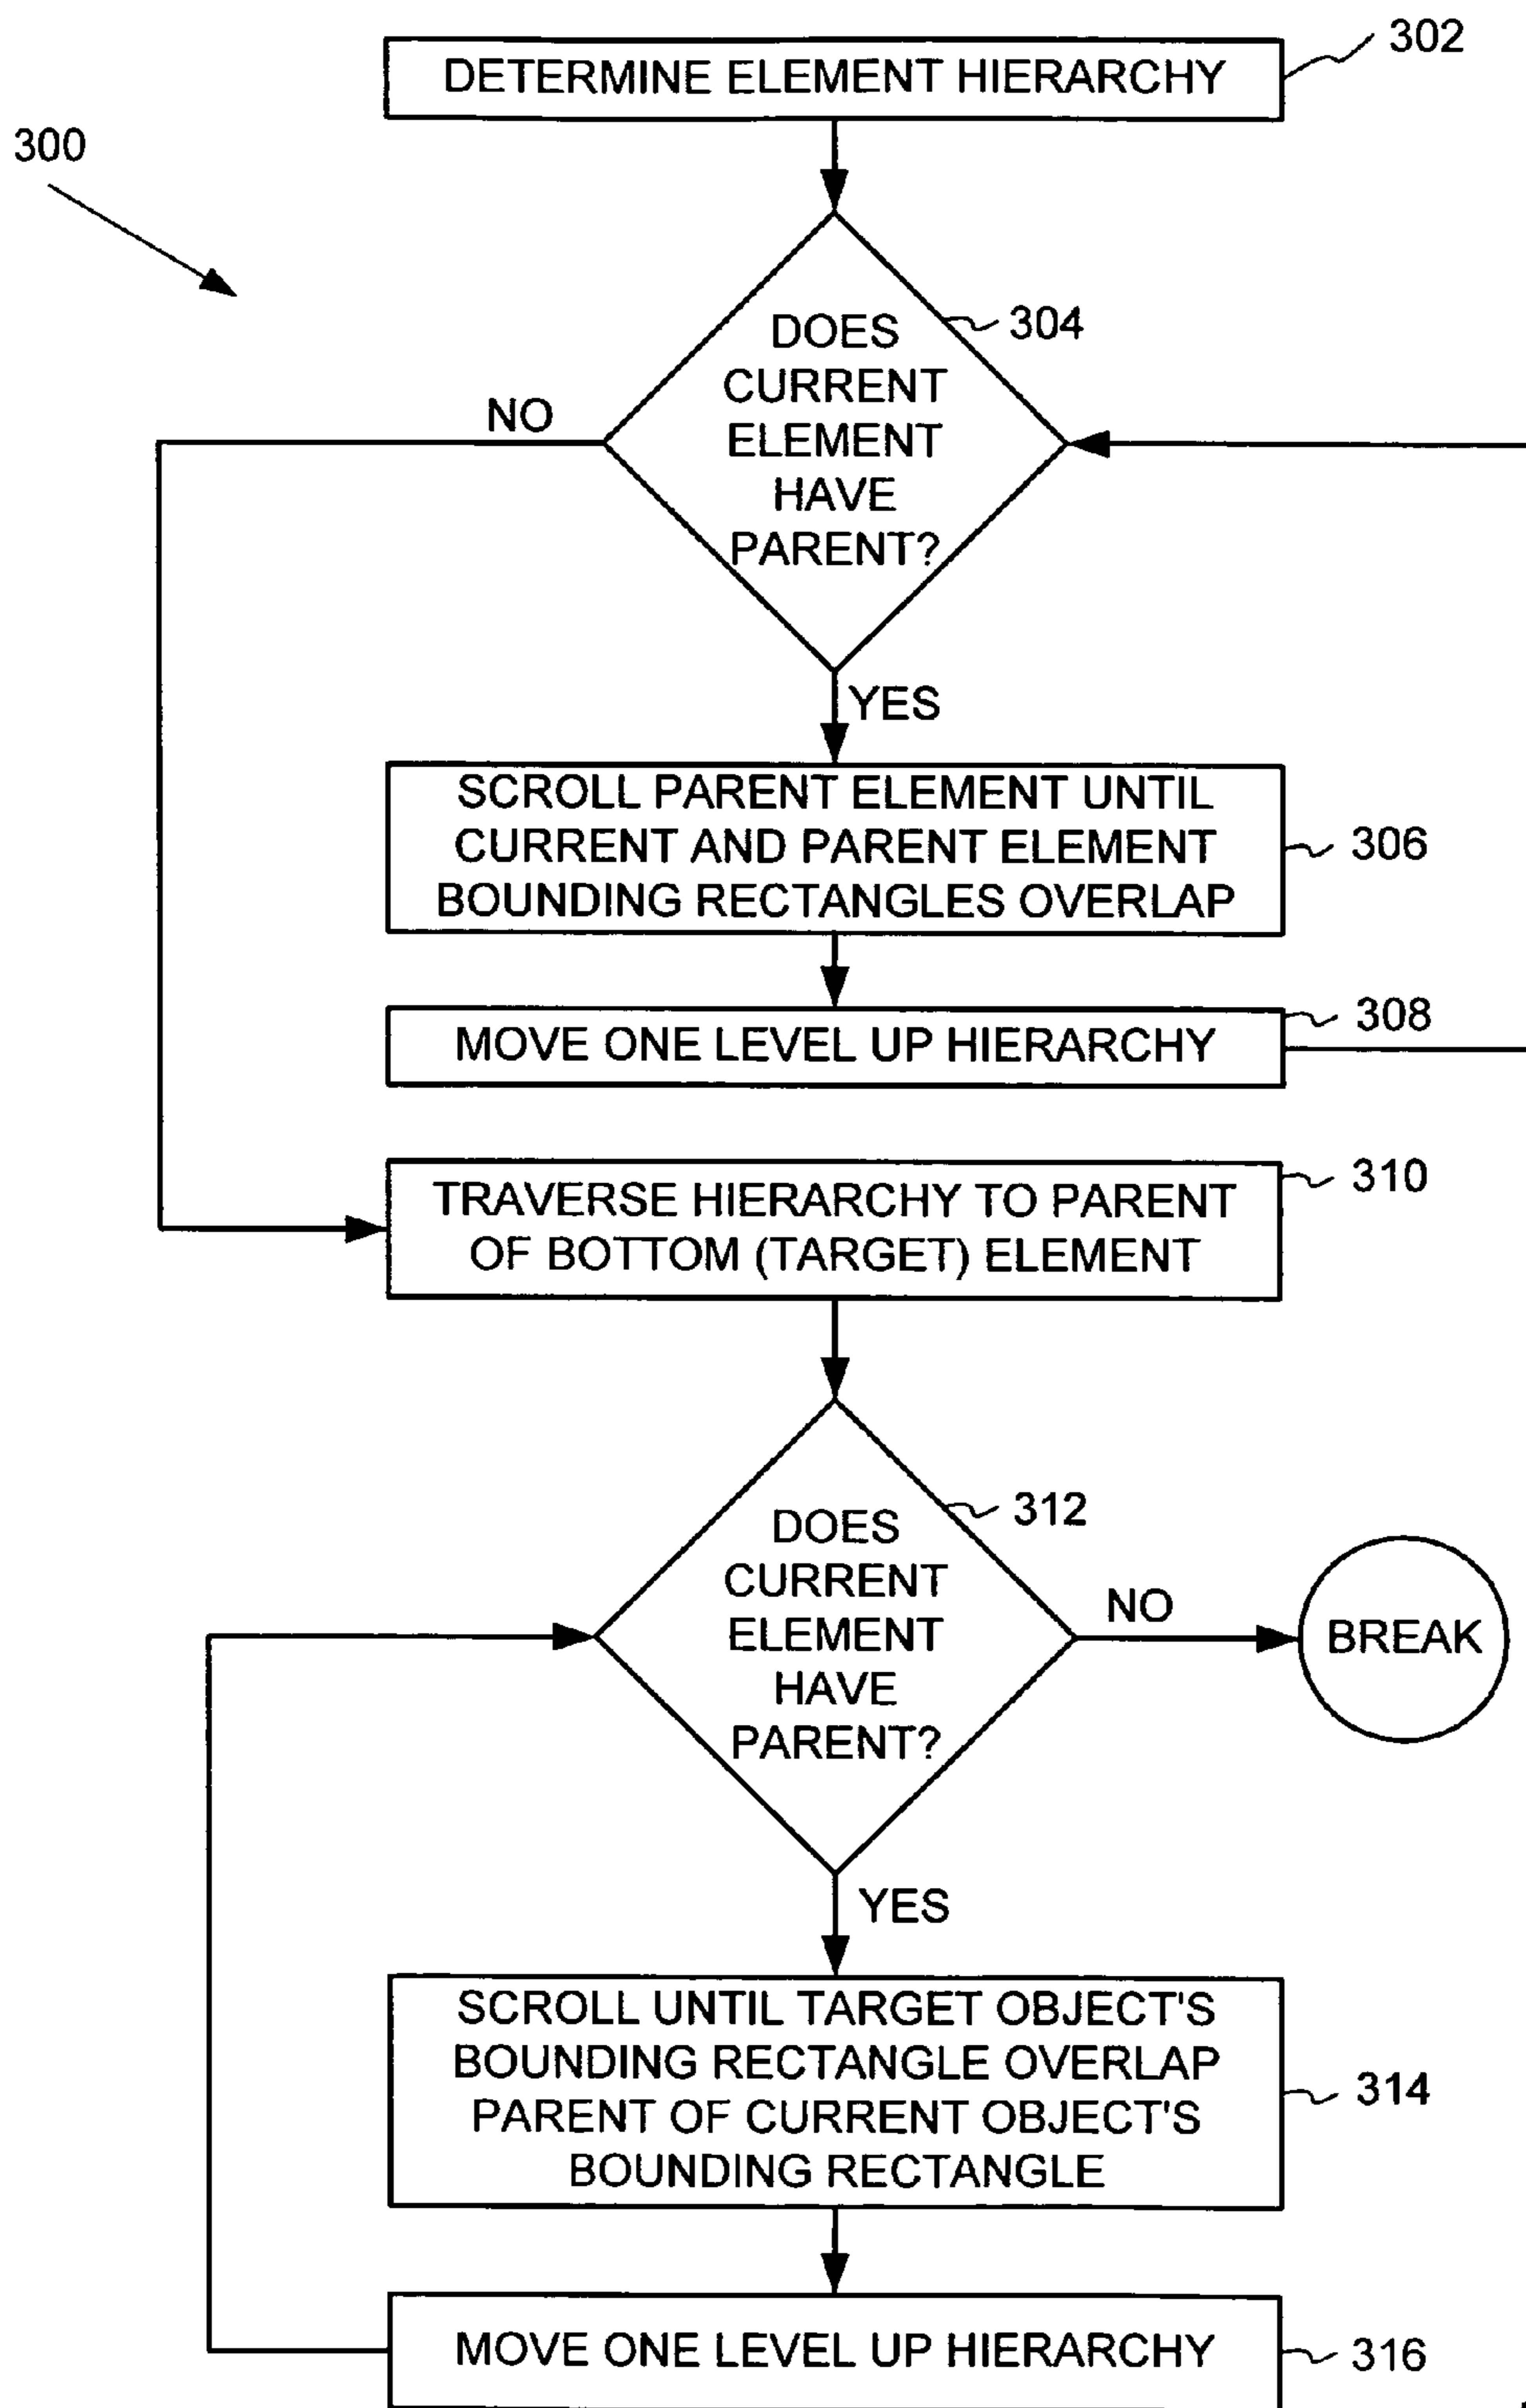 302
DETERMINE ELEMENT HIERARCHY
300
304
DOES
CURRENT
ELEMENT
HAVE
PARENT?
NO
YES
SCROLL PARENT ELEMENT UNTIL
CURRENT AND PARENT ELEMENT
BOUNDING RECTANGLES OVERLAP
306
308
MOVE ONE LEVEL UP HIERARCHY
310
TRAVERSE HIERARCHY TO PARENT
OF BOTTOM (TARGET) ELEMENT
312
DOES
CURRENT
ELEMENT
HAVE
PARENT?
NO
BREAK
YES
SCROLL UNTIL TARGET OBJECT'S
BOUNDING RECTANGLE OVERLAP
PARENT OF CURRENT OBJECT'S
BOUNDING RECTANGLE
314
MOVE ONE LEVEL UP HIERARCHY
316